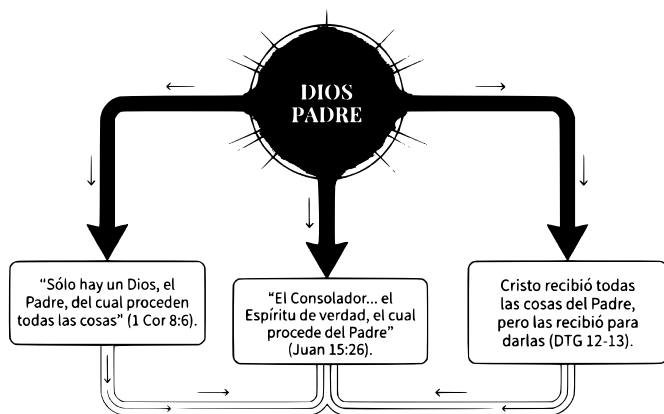 DIOS
PADRE
“Sólo hay un Dios, el
Padre, del cual proceden
todas las cosas” (1 Cor 8:6).
“El Consolador... el
Espíritu de verdad, el cual
procede del Padre”
(Juan 15:26).
Cristo recibió todas
las cosas del Padre,
pero las recibió para
darlas (DTG 12-13).